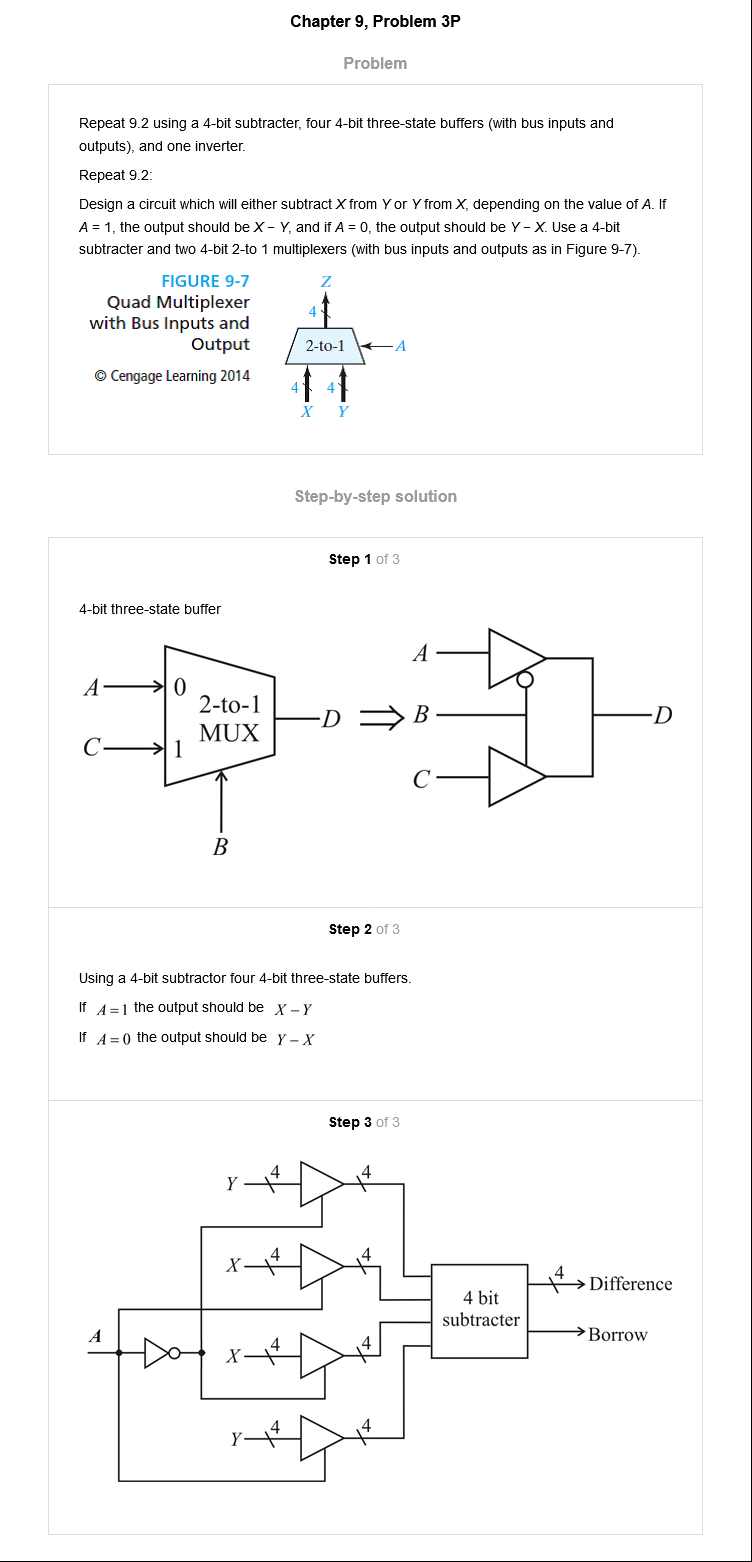 Chapter 9, Problem 3P
Problem
Repeat 9.2 using a 4-bit subtracter, four 4-bit three-state buffers (with bus inputs and
outputs), and one inverter.
Repeat 9.2:
Design a circuit which will either subtract X from Y or Y from X, depending on the value of A. If
A = 1, the output should be X – Y, and if A = 0, the output should be Y – X. Use a 4-bit
subtracter and two 4-bit 2-to 1 multiplexers (with bus inputs and outputs as in Figure 9-7).
FIGURE 9-7
Quad Multiplexer
with Bus Inputs and
Output
© Cengage Learning 2014
Z
4
2-to-1
A
4
4
X
Y
Step-by-step solution
Step 1 of 3
4-bit three-state buffer
A
0
C
1
2-to-1
MUX
D
B
A
B
C
D
Step 2 of 3
Using a 4-bit subtractor four 4-bit three-state buffers.
If A=1 the output should be X – Y
If A=0 the output should be Y – X
Step 3 of 3
Y 4 4
X 4 4
A
X 4 4
Y 4 4
4 bit
subtracter
4 Difference
Borrow